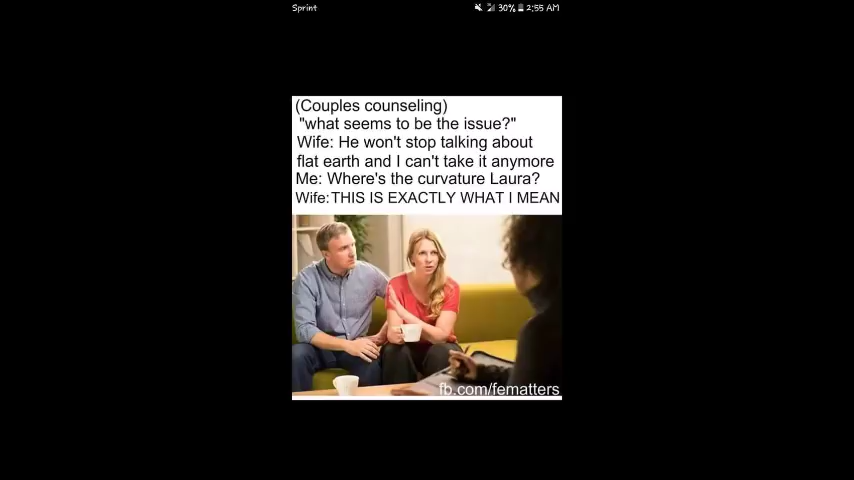 Sprint
30% 2:55 AM
(Couples counseling)
"what seems to be the issue?"
Wife: He won't stop talking about
flat earth and I can't take it anymore
Me: Where's the curvature Laura?
Wife: THIS IS EXACTLY WHAT I MEAN
fb.com/fematters